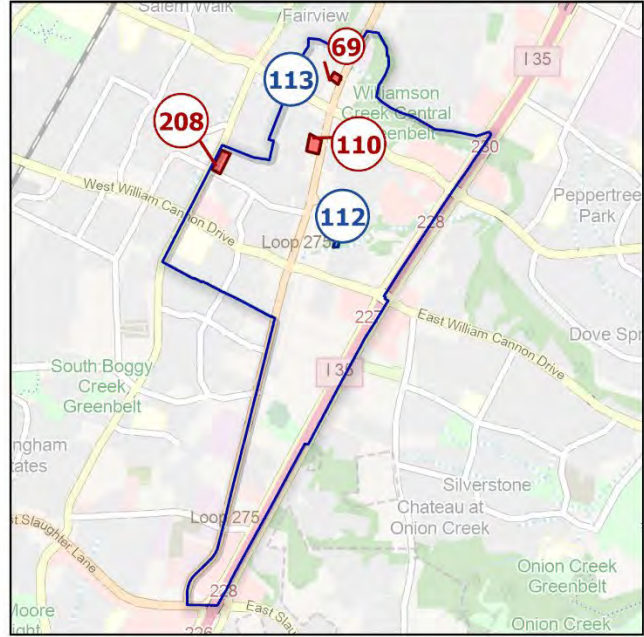 Salem Walk
Fairview
69
113
I 35
Williamson
Creek Central
Greenbelt
208
110
230
West William Cannon Drive
Peppertree
Park
112
228
Loop 275
227
East William Cannon Drive
Dove Spr
I 35
South Boggy
Creek
Greenbelt
ngham
tates
Silverstone
Chateau at
Onion Creek
Loop 275
st Slaughter Lane
Onion Creek
Greenbelt
228
East Slau
Moore
ight
226
Onion Creek